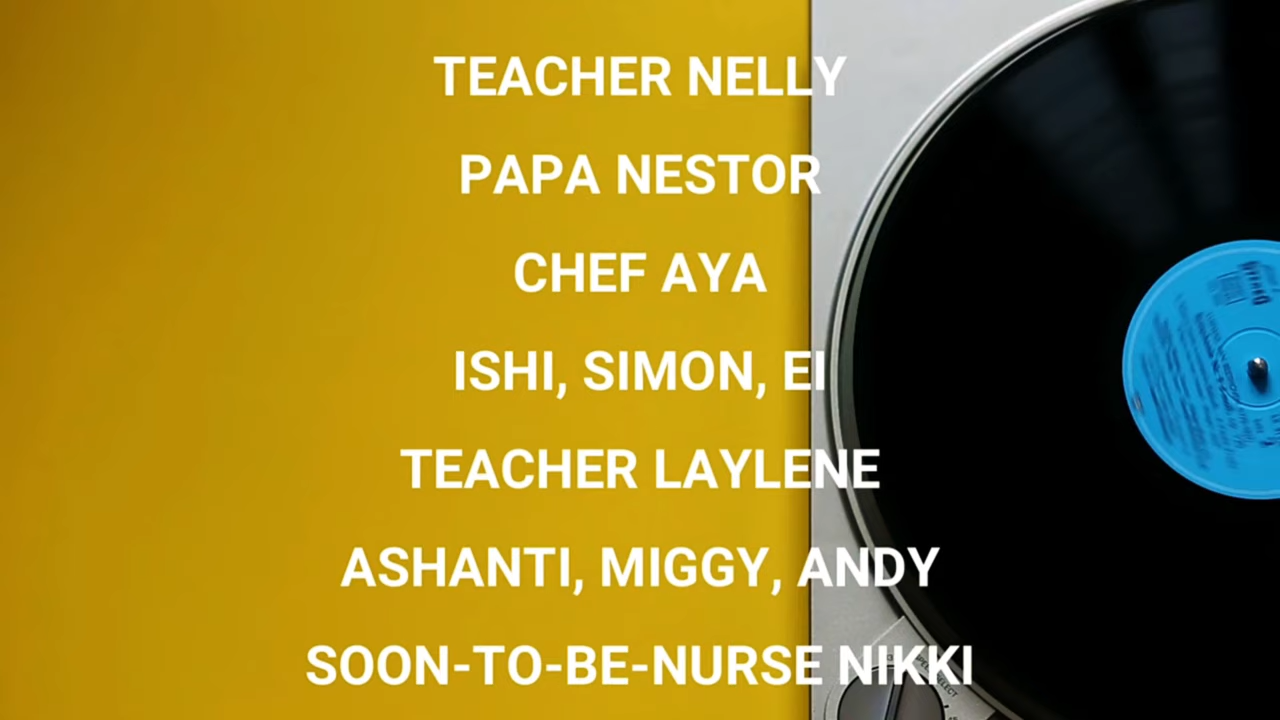 TEACHER NELLY
PAPA NESTOR
CHEF AYA
ISHI, SIMON, EI
TEACHER LAYLENE
ASHANTI, MIGGY, ANDY
SOON-TO-BE-NURSE NIKKI